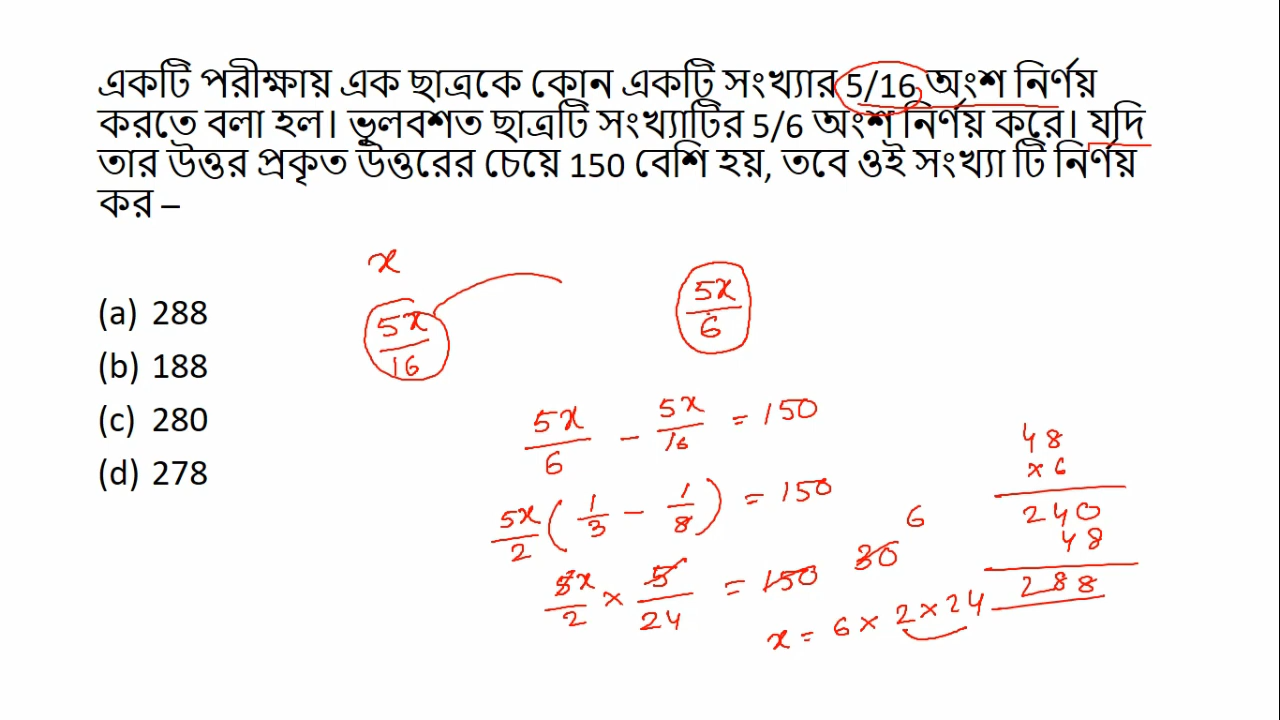 একটি পরীক্ষায় এক ছাত্রকে কোন একটি সংখ্যার 5/16 অংশ নির্ণয়
করতে বলা হল। ভুলবশত ছাত্রটি সংখ্যাটির 5/6 অংশ নির্ণয় করে। যদি
তার উত্তর প্রকৃত উত্তরের চেয়ে 150 বেশি হয়, তবে ওই সংখ্যা টি নির্ণয়
কর –
x
5x/16
5x/6
(a) 288
(b) 188
(c) 280
(d) 278
5x/6 - 5x/16 = 150
5x/2 (1/3 - 1/8) = 150
5x/2 × 5/24 = 150 30 6
x = 6 × 2 × 24
48
× 6
240
48
288